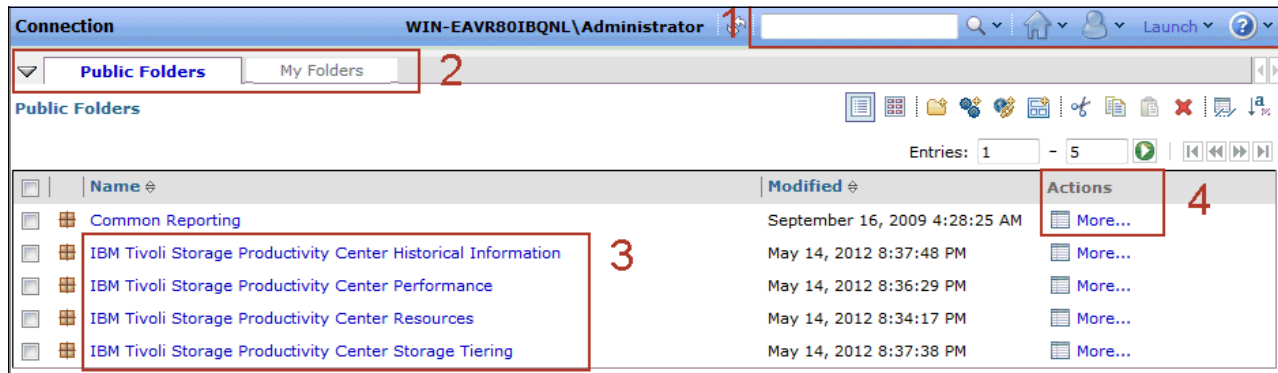 Connection WIN-EAVR80IBQNL\Administrator 1 Launch ?
Public Folders My Folders 2
Public Folders
Entries: 1 - 5
Name Modified Actions 4
Common Reporting September 16, 2009 4:28:25 AM More...
IBM Tivoli Storage Productivity Center Historical Information 3 May 14, 2012 8:37:48 PM More...
IBM Tivoli Storage Productivity Center Performance May 14, 2012 8:36:29 PM More...
IBM Tivoli Storage Productivity Center Resources May 14, 2012 8:34:17 PM More...
IBM Tivoli Storage Productivity Center Storage Tiering May 14, 2012 8:37:38 PM More...